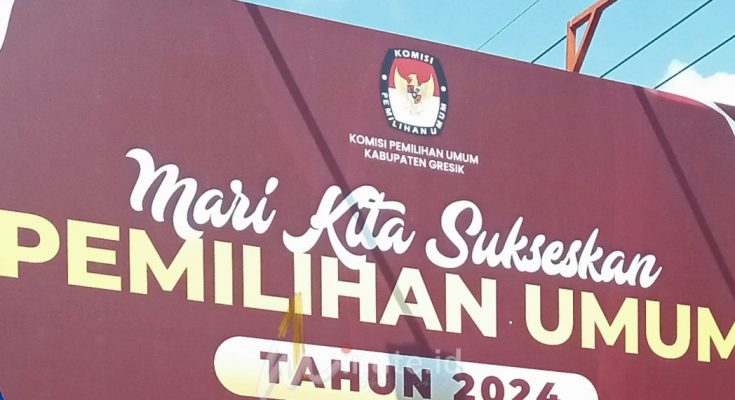 KOMISI
PEMILIHAN UMUM
KOMISI PEMILIHAN UMUM
KABUPATEN GRESIK
Mari Kita Sukseskan
PEMILIHAN UMUM
TAHUN 2024